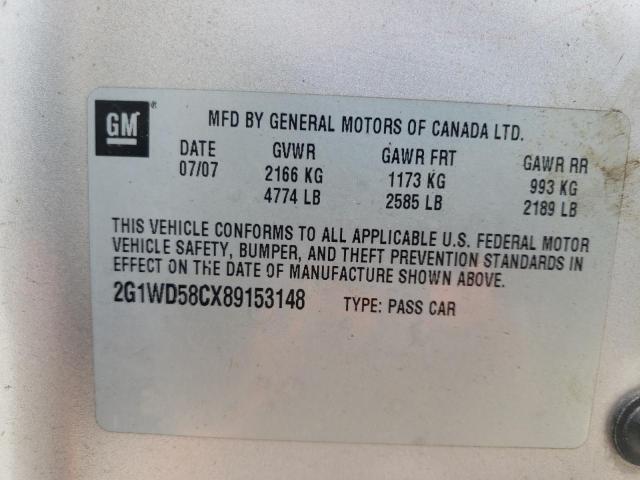 GM® MFD BY GENERAL MOTORS OF CANADA LTD.
DATE GVWR GAWR FRT GAWR RR
07/07 2166 KG 1173 KG 993 KG
4774 LB 2585 LB 2189 LB
THIS VEHICLE CONFORMS TO ALL APPLICABLE U.S. FEDERAL MOTOR
VEHICLE SAFETY, BUMPER, AND THEFT PREVENTION STANDARDS IN
EFFECT ON THE DATE OF MANUFACTURE SHOWN ABOVE.
2G1WD58CX89153148 TYPE: PASS CAR